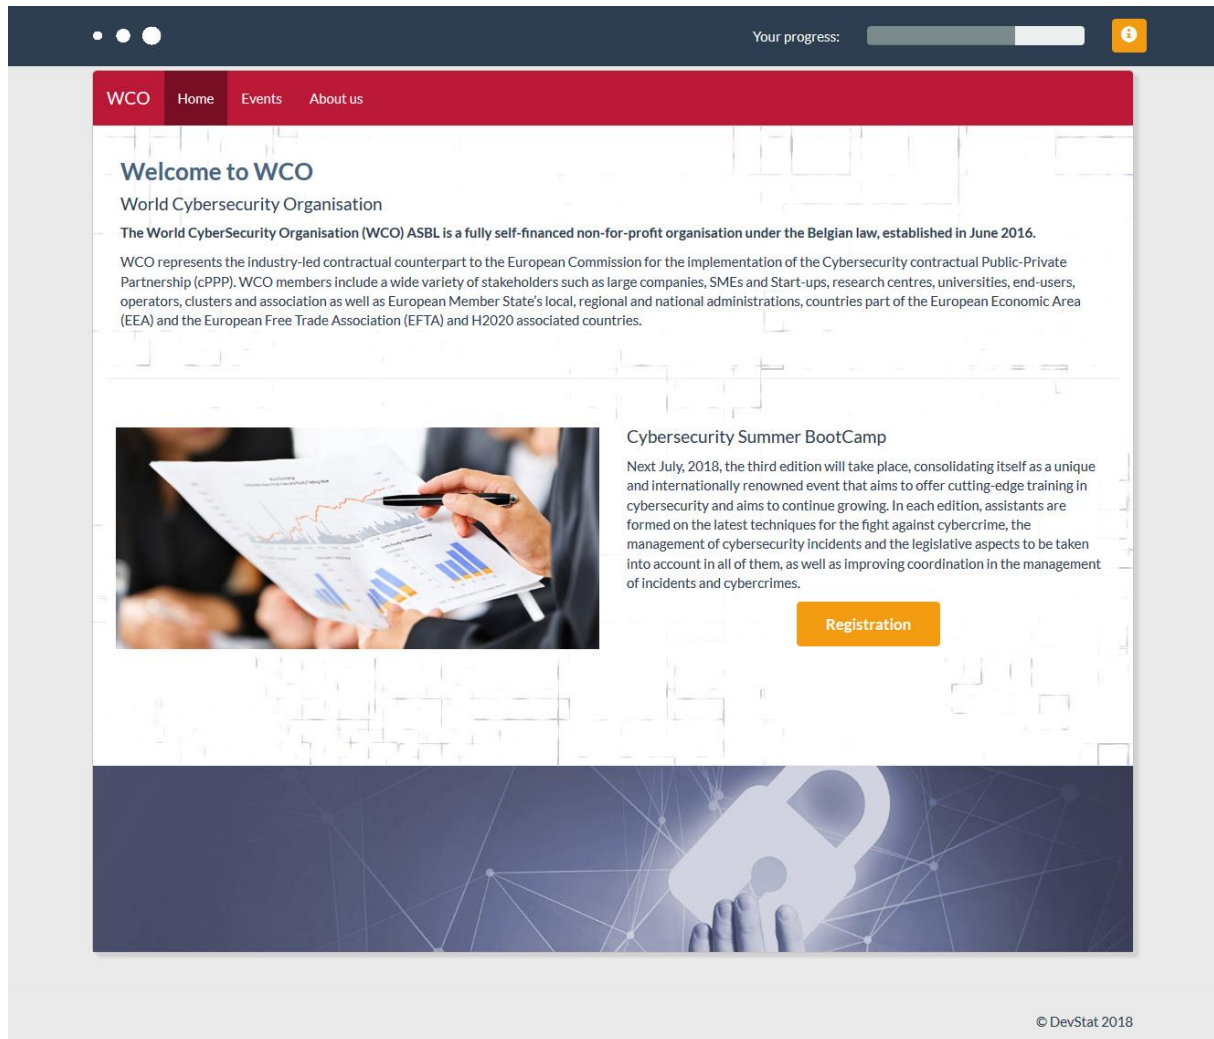 Your progress:
WCO Home Events About us
Welcome to WCO
World Cybersecurity Organisation
The World CyberSecurity Organisation (WCO) ASBL is a fully self-financed non-for-profit organisation under the Belgian law, established in June 2016.
WCO represents the industry-led contractual counterpart to the European Commission for the implementation of the Cybersecurity contractual Public-Private
Partnership (cPPP). WCO members include a wide variety of stakeholders such as large companies, SMEs and Start-ups, research centres, universities, end-users,
operators, clusters and association as well as European Member State's local, regional and national administrations, countries part of the European Economic Area
(EEA) and the European Free Trade Association (EFTA) and H2020 associated countries.
Cybersecurity Summer BootCamp
Next July, 2018, the third edition will take place, consolidating itself as a unique
and internationally renowned event that aims to offer cutting-edge training in
cybersecurity and aims to continue growing. In each edition, assistants are
formed on the latest techniques for the fight against cybercrime, the
management of cybersecurity incidents and the legislative aspects to be taken
into account in all of them, as well as improving coordination in the management
of incidents and cybercrimes.
Registration
© DevStat 2018